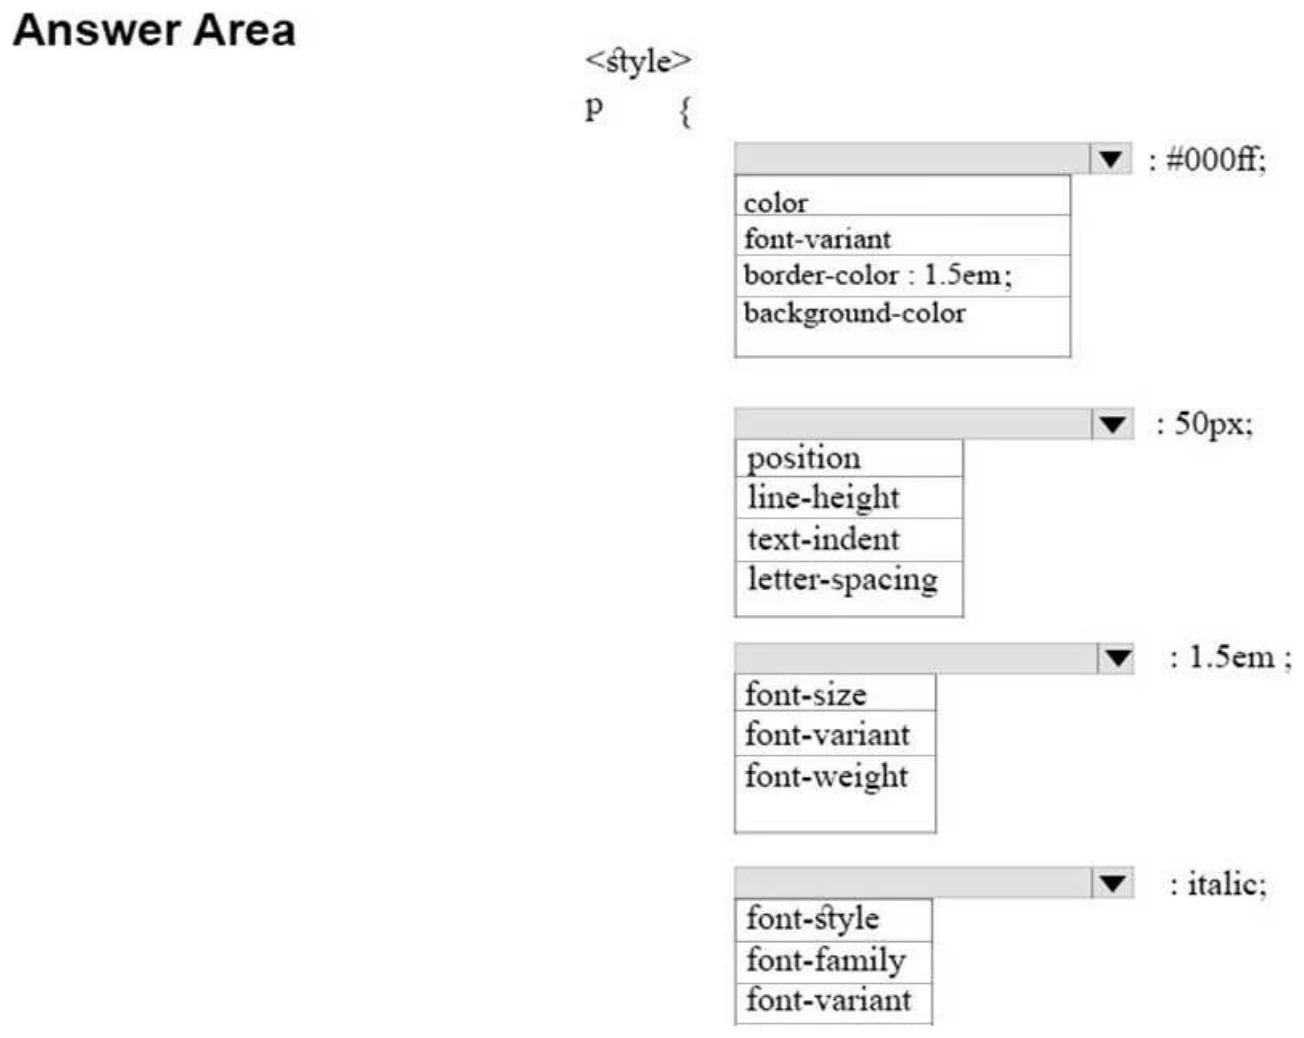 Answer Area
<style>
p {
: #000ff;
color
font-variant
border-color : 1.5em;
background-color
: 50px;
position
line-height
text-indent
letter-spacing
: 1.5em ;
font-size
font-variant
font-weight
: italic;
font-style
font-family
font-variant